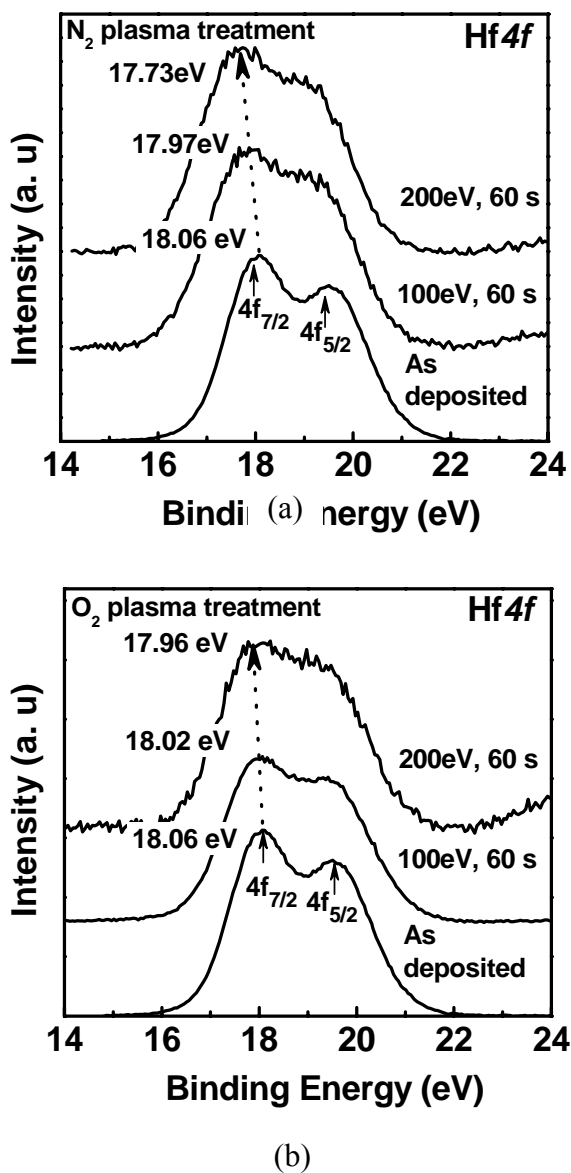 N2 plasma treatment
Hf4f
17.73eV
17.97eV
200eV, 60 s
18.06 eV
100eV, 60 s
4f7/2
4f5/2
As
deposited
Intensity (a. u)
14 16 18 20 22 24
Bindi (a) nergy (eV)
O2 plasma treatment
Hf4f
17.96 eV
18.02 eV
200eV, 60 s
18.06 eV
100eV, 60 s
4f7/2
4f5/2
As
deposited
Intensity (a. u)
14 16 18 20 22 24
Binding Energy (eV)
(b)